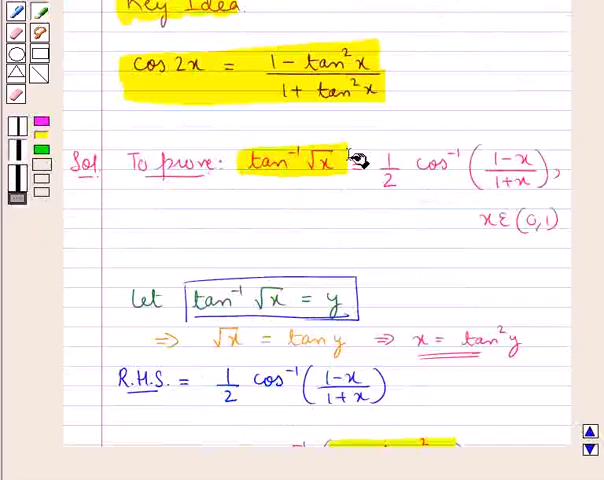 Key Idea.
cos 2x = (1 - tan²x)/(1 + tan²x)
Sol. To prove: tan⁻¹ √x = 1/2 cos⁻¹ ((1-x)/(1+x)),
x ε (0,1)
Let tan⁻¹ √x = y
⇒ √x = tan y ⇒ x = tan²y
R.H.S. = 1/2 cos⁻¹ ((1-x)/(1+x))